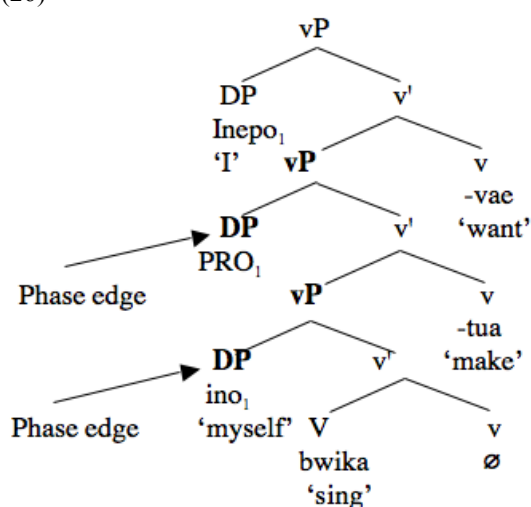 vP
DP v'
Inepo₁
'I' vP v
-vae
'want'
DP v'
PRO₁
Phase edge
vP v
-tua
'make'
DP v'
ino₁
'myself' V v
Phase edge
bwika ∅
'sing'